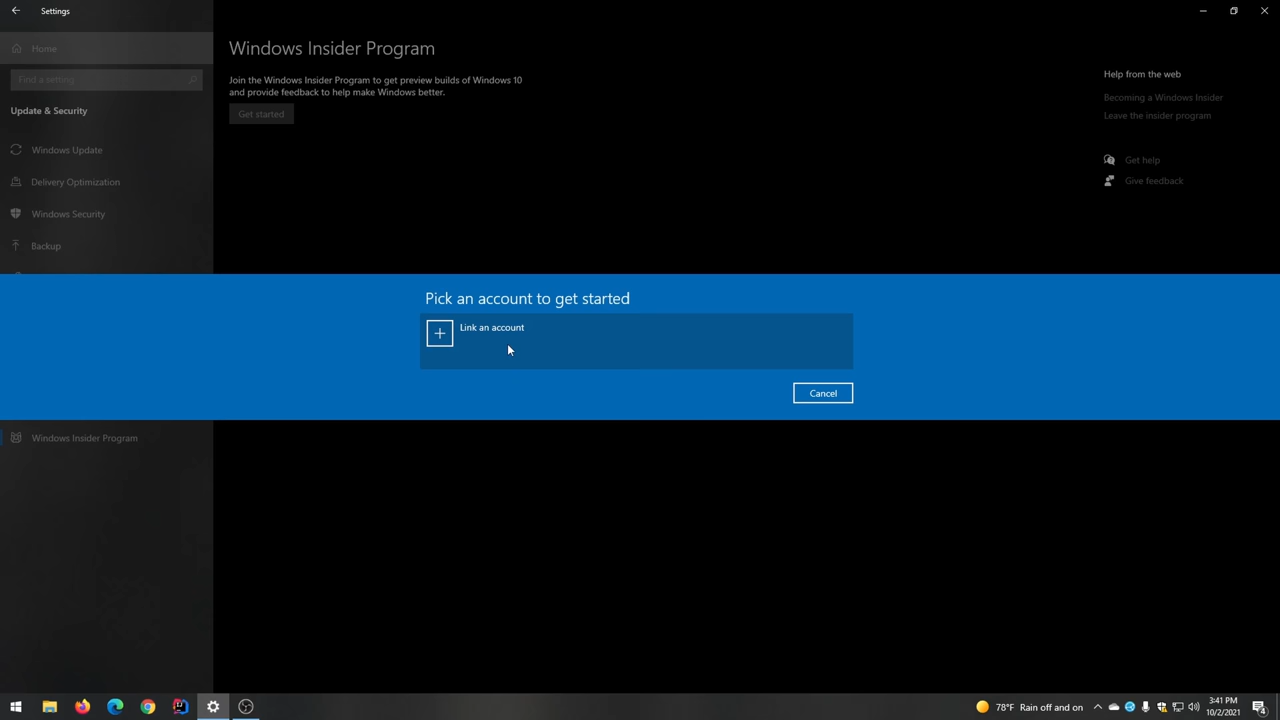 Settings
Home
Find a setting
Update & Security
Windows Update
Delivery Optimization
Windows Security
Backup
Windows Insider Program
Windows Insider Program
Join the Windows Insider Program to get preview builds of Windows 10
and provide feedback to help make Windows better.
Get started
Help from the web
Becoming a Windows Insider
Leave the insider program
Get help
Give feedback
Pick an account to get started
Link an account
Cancel
78°F Rain off and on
3:41 PM
10/2/2021
4